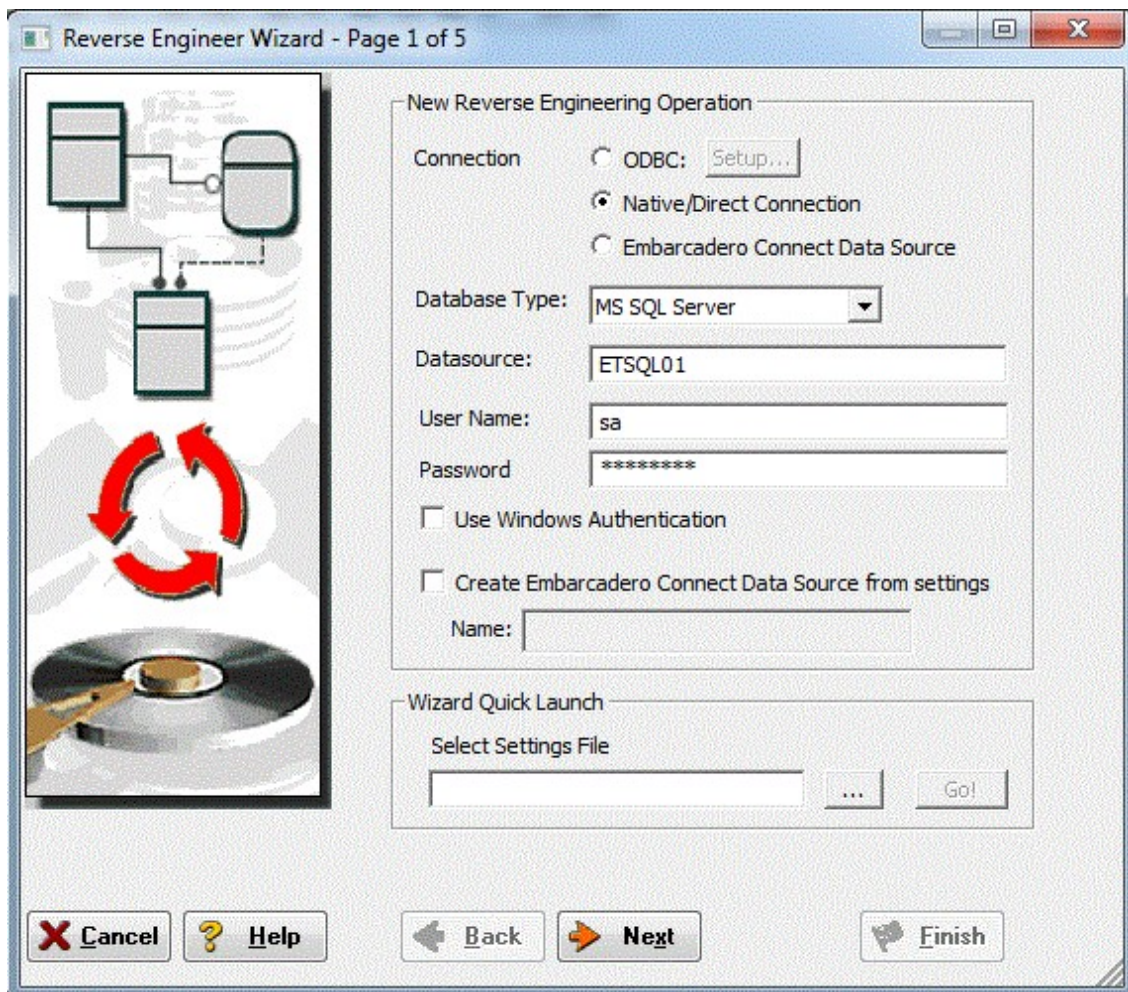 Reverse Engineer Wizard - Page 1 of 5
New Reverse Engineering Operation
Connection ODBC: Setup...
Native/Direct Connection
Embarcadero Connect Data Source
Database Type: MS SQL Server
Datasource: ETSQL01
User Name: sa
Password ********
Use Windows Authentication
Create Embarcadero Connect Data Source from settings
Name:
Wizard Quick Launch
Select Settings File
... Go!
Cancel ? Help Back Next Finish